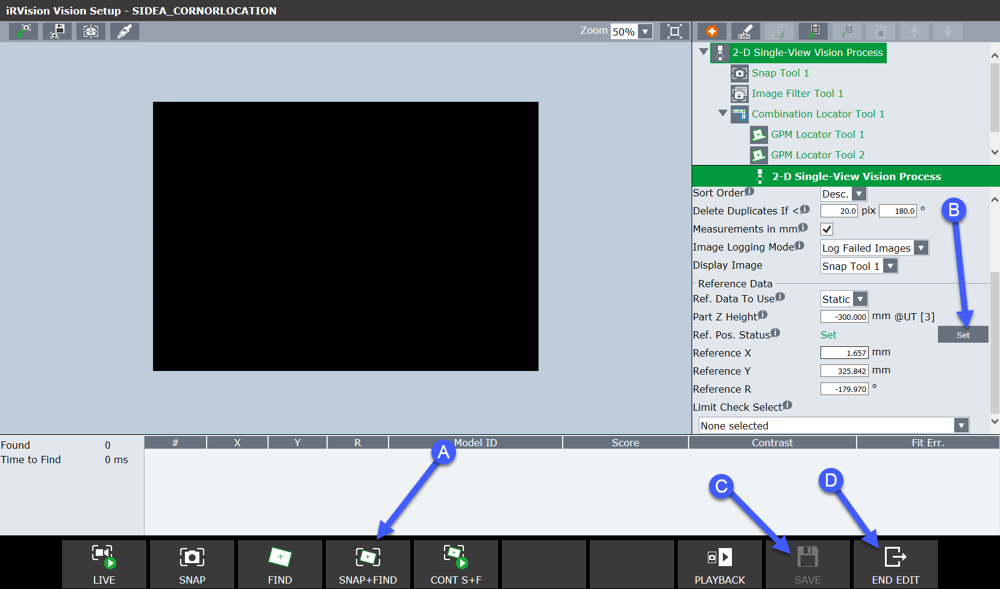 iRVision Vision Setup - SIDEA_CORNORLOCATION
Zoom 50%
name
2-D Single-View Vision Process
Snap Tool 1
Image Filter Tool 1
Combination Locator Tool 1
GPM Locator Tool 1
GPM Locator Tool 2
2-D Single-View Vision Process
Sort Order Desc.
Delete Duplicates If < 20.0 pix 180.0 °
B
Measurements in mm
Image Logging Mode Log Failed Images
Display Image Snap Tool 1
Reference Data
Ref. Data To Use Static
Part Z Height -300.000 mm @UT [3]
Ref. Pos. Status Set Set
Reference X 1.657 mm
Reference Y 325.842 mm
Reference R -179.970 °
Limit Check Select
None selected
Found 0
Time to Find 0 ms
# X Y R Model ID Score Contrast Fit Err.
A
C
D
LIVE SNAP FIND SNAP+FIND CONT S+F PLAYBACK SAVE END EDIT